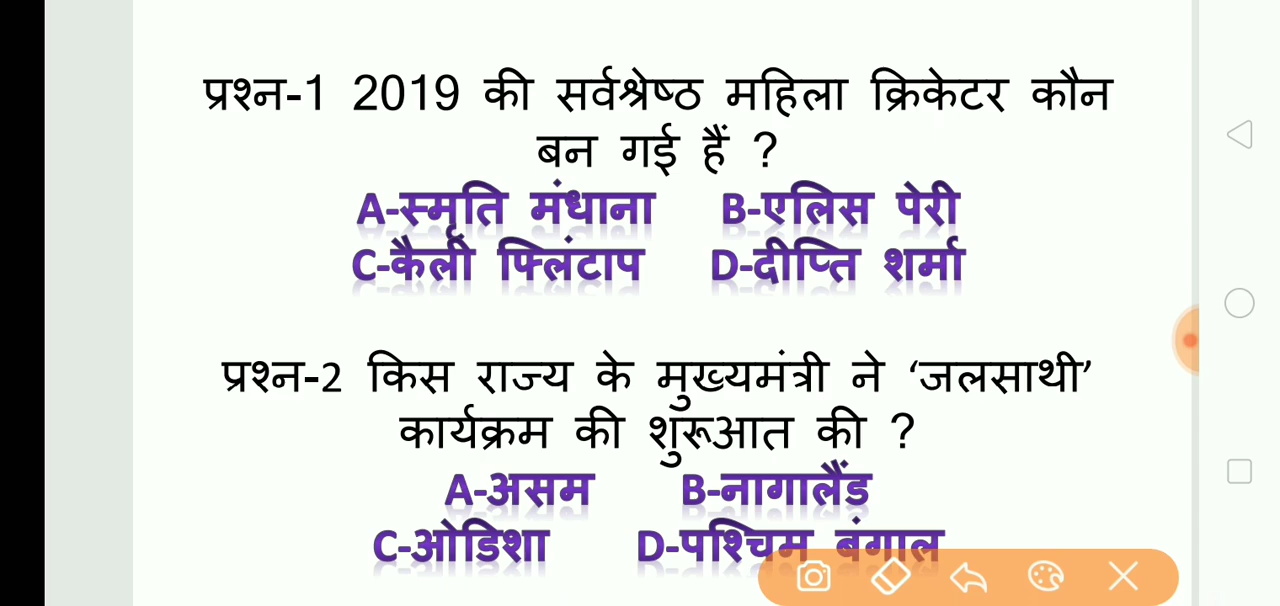 प्रश्न-1 2019 की सर्वश्रेष्ठ महिला क्रिकेटर कौन
बन गई हैं ?
A-स्मृति मंधाना B-एलिस पेरी
C-कैली फ्लिंटाप D-दीप्ति शर्मा
प्रश्न-2 किस राज्य के मुख्यमंत्री ने ‘जलसाथी’
कार्यक्रम की शुरूआत की ?
A-असम B-नागालैंड
C-ओडिशा D-पश्चिम बंगाल